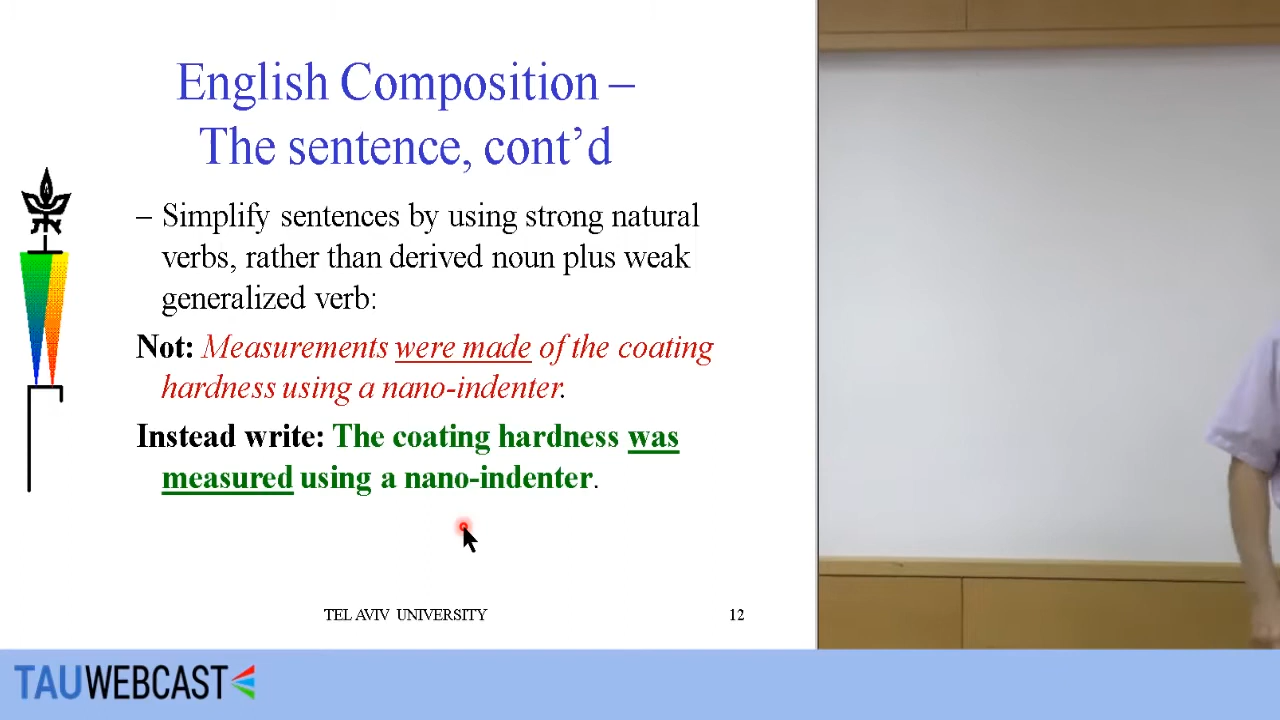 English Composition –
The sentence, cont’d
– Simplify sentences by using strong natural
verbs, rather than derived noun plus weak
generalized verb:
Not: Measurements were made of the coating
hardness using a nano-indenter.
Instead write: The coating hardness was
measured using a nano-indenter.
TEL AVIV UNIVERSITY
12
TAUWEBCAST